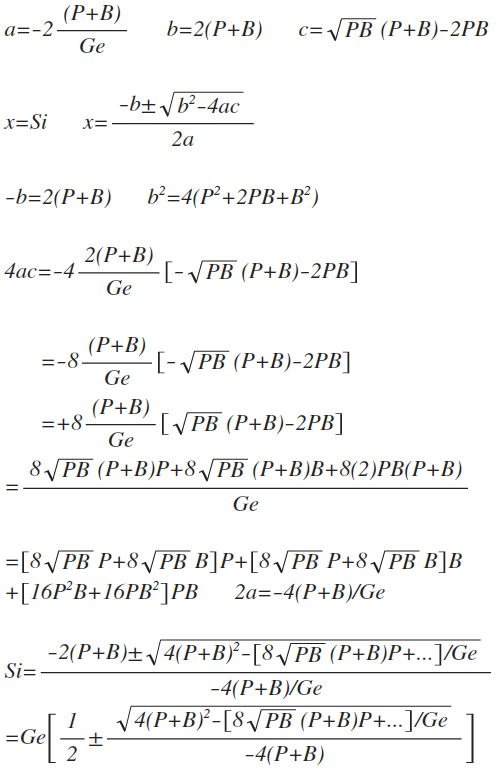 a=-2 (P+B)/Ge b=2(P+B) c=√PB (P+B)-2PB
x=Si x= (-b±√b²-4ac)/2a
-b=2(P+B) b²=4(P²+2PB+B²)
4ac=-4 2(P+B)/Ge [-√PB (P+B)-2PB]
=-8 (P+B)/Ge [-√PB (P+B)-2PB]
=+8 (P+B)/Ge [√PB (P+B)-2PB]
= 8√PB (P+B)P+8√PB (P+B)B+8(2)PB(P+B)/Ge
=[8√PB P+8√PB B]P+[8√PB P+8√PB B]B
+[16P²B+16PB²]PB 2a=-4(P+B)/Ge
Si= -2(P+B)±√4(P+B)²-[8√PB (P+B)P+...]/Ge / -4(P+B)/Ge
=Ge[ 1/2 ± √4(P+B)²-[8√PB (P+B)P+...]/Ge / -4(P+B) ]